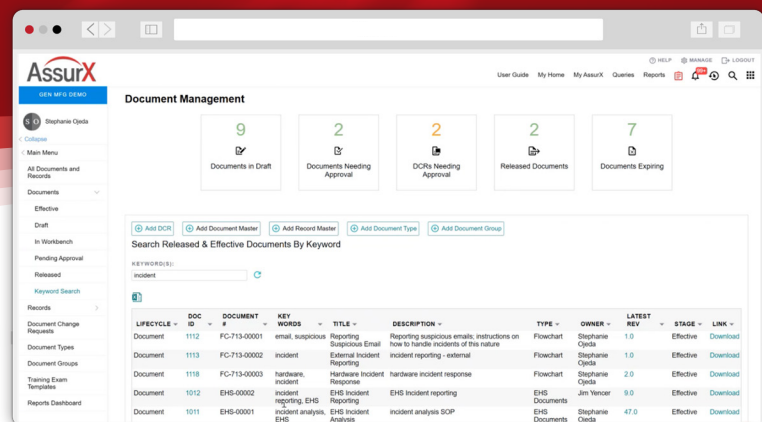 HELP MANAGE LOGOUT
AssurX
User Guide My Home My AssurX Queries Reports 99+
GEN MFG DEMO
S O Stephanie Ojeda
< Collapse
< Main Menu
All Documents and
Records
Documents
Effective
Draft
In Workbench
Pending Approval
Released
Keyword Search
Records
Document Change
Requests
Document Types
Document Groups
Training Exam
Templates
Reports Dashboard
Document Management
9 2 2 2 7
Documents in Draft Documents Needing
Approval DCRs Needing
Approval Released Documents Documents Expiring
Add DCR Add Document Master Add Record Master Add Document Type Add Document Group
Search Released & Effective Documents By Keyword
KEYWORD(S):
incident
LIFECYCLE DOC
ID DOCUMENT
# KEY
WORDS TITLE DESCRIPTION TYPE OWNER LATEST
REV STAGE LINK
Document 1112 FC-713-00001 email, suspicious Reporting
Suspicious Email Reporting suspicious emails; instructions on
how to handle incidents of this nature Flowchart Stephanie
Ojeda 1.0 Effective Download
Document 1113 FC-713-00002 incident External Incident
Reporting incident reporting - external Flowchart Stephanie
Ojeda 1.0 Effective Download
Document 1118 FC-713-00003 hardware,
incident Hardware Incident
Response hardware incident response Flowchart Stephanie
Ojeda 2.0 Effective Download
Document 1012 EHS-00002 incident
reporting, EHS EHS Incident
Reporting EHS Incident reporting EHS
Documents Jim Yencer 9.0 Effective Download
Document 1011 EHS-00001 incident analysis,
EHS EHS Incident
Analysis incident analysis SOP EHS
Documents Stephanie
Ojeda 47.0 Effective Download